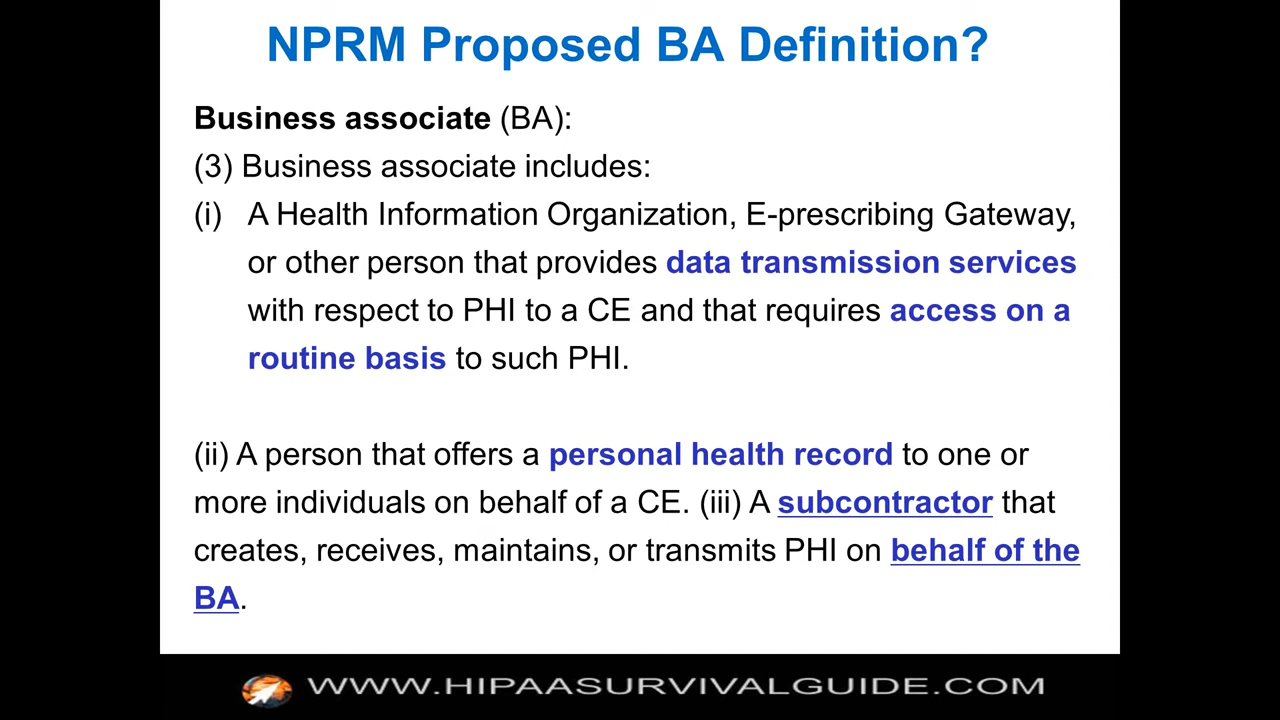 NPRM Proposed BA Definition?
Business associate (BA):
(3) Business associate includes:
(i) A Health Information Organization, E-prescribing Gateway,
or other person that provides data transmission services
with respect to PHI to a CE and that requires access on a
routine basis to such PHI.
(ii) A person that offers a personal health record to one or
more individuals on behalf of a CE. (iii) A subcontractor that
creates, receives, maintains, or transmits PHI on behalf of the
BA.
WWW.HIPAASURVIVALGUIDE.COM